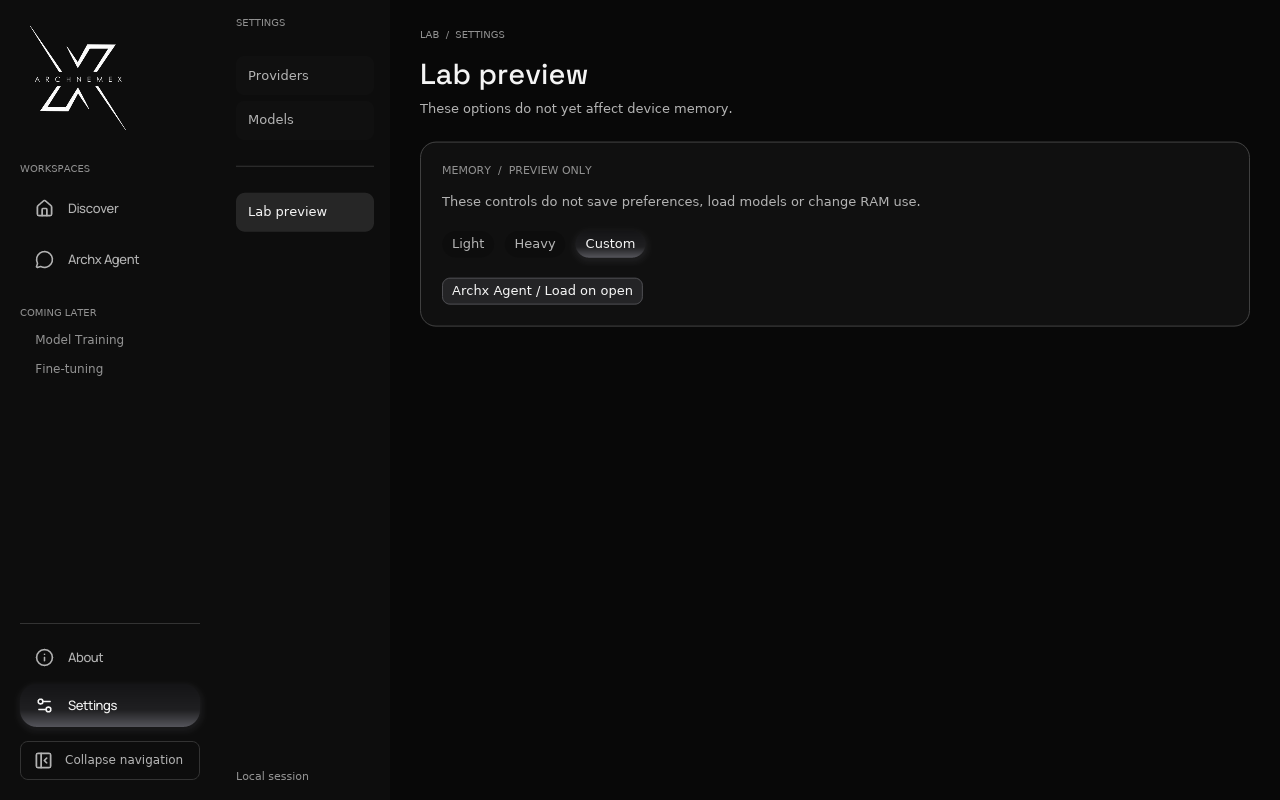 ARCHNEMEX
WORKSPACES
Discover
Archx Agent
COMING LATER
Model Training
Fine-tuning
About
Settings
Collapse navigation
SETTINGS
Providers
Models
Lab preview
Local session
LAB / SETTINGS
Lab preview
These options do not yet affect device memory.
MEMORY / PREVIEW ONLY
These controls do not save preferences, load models or change RAM use.
Light Heavy Custom
Archx Agent / Load on open